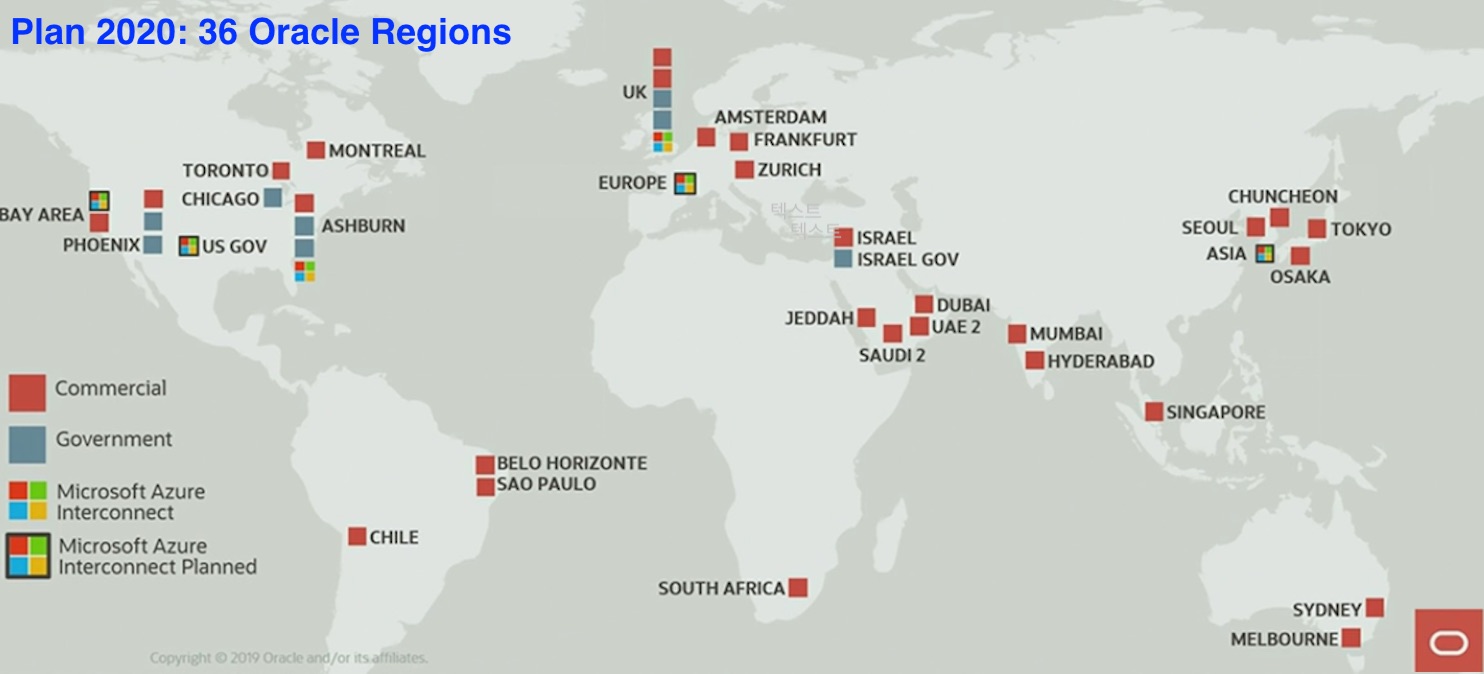 Plan 2020: 36 Oracle Regions
UK
AMSTERDAM
FRANKFURT
MONTREAL
TORONTO
ZURICH
EUROPE
CHICAGO
CHUNCHEON
텍스트
BAY AREA
ASHBURN
SEOUL
TOKYO
텍스트
ISRAEL
PHOENIX
US GOV
ASIA
ISRAEL GOV
OSAKA
DUBAI
JEDDAH
UAE 2
MUMBAI
SAUDI 2
HYDERABAD
Commercial
SINGAPORE
Government
BELO HORIZONTE
SAO PAULO
Microsoft Azure
Interconnect
CHILE
Microsoft Azure
Interconnect Planned
SOUTH AFRICA
SYDNEY
MELBOURNE
Copyright © 2019 Oracle and/or its affiliates.